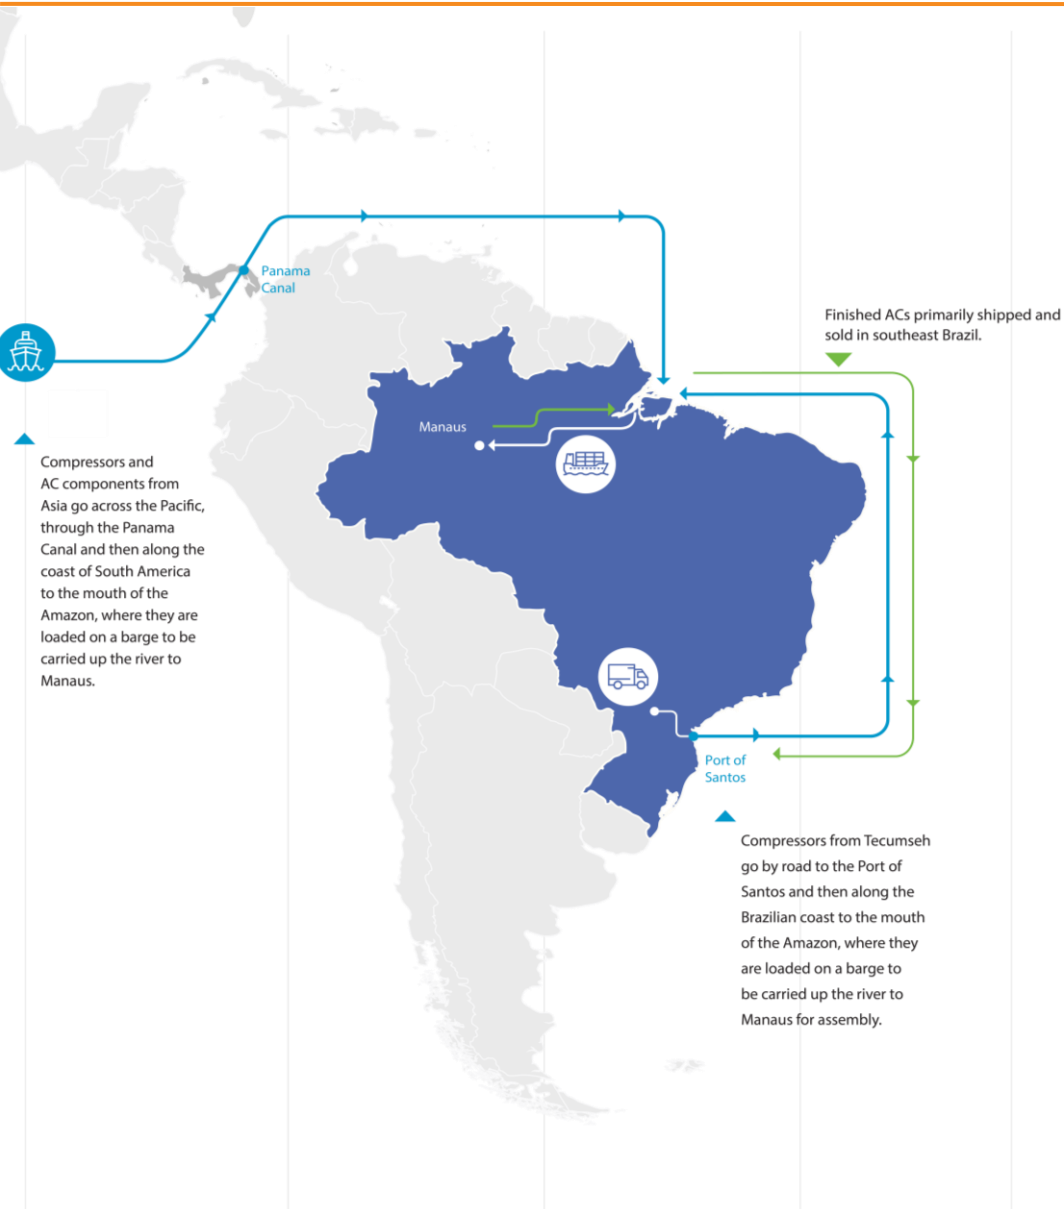 Panama
Canal
Finished ACs primarily shipped and
sold in southeast Brazil.
Manaus
Compressors and
AC components from
Asia go across the Pacific,
through the Panama
Canal and then along the
coast of South America
to the mouth of the
Amazon, where they are
loaded on a barge to be
carried up the river to
Manaus.
Port of
Santos
Compressors from Tecumseh
go by road to the Port of
Santos and then along the
Brazilian coast to the mouth
of the Amazon, where they
are loaded on a barge to
be carried up the river to
Manaus for assembly.